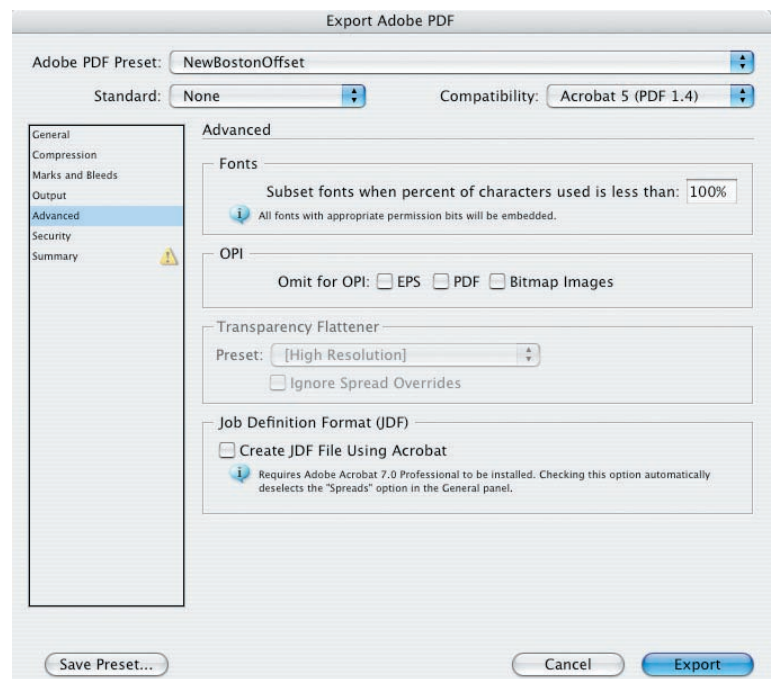 Export Adobe PDF
Adobe PDF Preset: NewBostonOffset
Standard: None Compatibility: Acrobat 5 (PDF 1.4)
General
Compression
Marks and Bleeds
Output
Advanced
Security
Summary
Advanced
Fonts
Subset fonts when percent of characters used is less than: 100%
All fonts with appropriate permission bits will be embedded.
OPI
Omit for OPI: EPS PDF Bitmap Images
Transparency Flattener
Preset: [High Resolution]
Ignore Spread Overrides
Job Definition Format (JDF)
Create JDF File Using Acrobat
Requires Adobe Acrobat 7.0 Professional to be installed. Checking this option automatically
deselects the "Spreads" option in the General panel.
Save Preset... Cancel Export